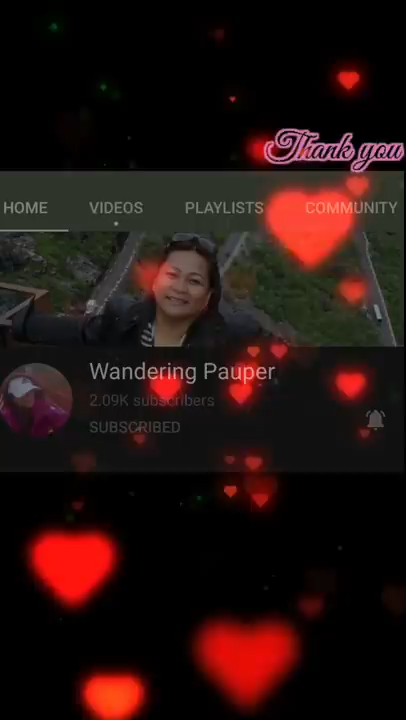 Thank you
HOME VIDEOS PLAYLISTS COMMUNITY
Wandering Pauper
2.09K subscribers
SUBSCRIBED